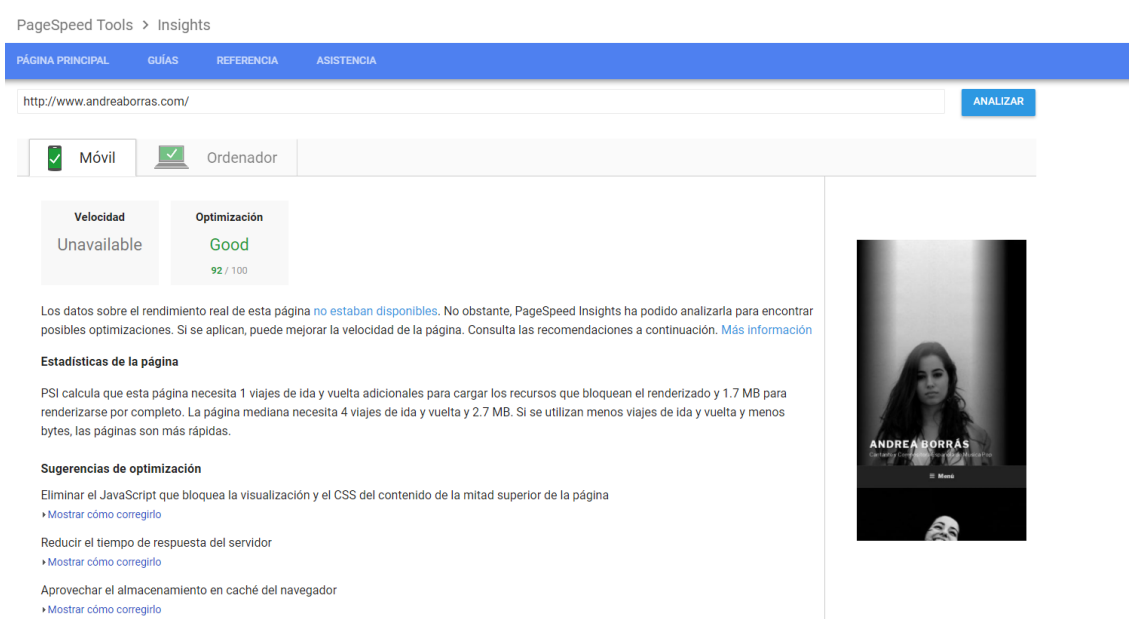 PageSpeed Tools > Insights
PÁGINA PRINCIPAL GUÍAS REFERENCIA ASISTENCIA
http://www.andreaborras.com/
ANALIZAR
Móvil
Ordenador
Velocidad
Unavailable
Optimización
Good
92 / 100
Los datos sobre el rendimiento real de esta página no estaban disponibles. No obstante, PageSpeed Insights ha podido analizarla para encontrar
posibles optimizaciones. Si se aplican, puede mejorar la velocidad de la página. Consulta las recomendaciones a continuación. Más información
Estadísticas de la página
PSI calcula que esta página necesita 1 viajes de ida y vuelta adicionales para cargar los recursos que bloquean el renderizado y 1.7 MB para
renderizarse por completo. La página mediana necesita 4 viajes de ida y vuelta y 2.7 MB. Si se utilizan menos viajes de ida y vuelta y menos
bytes, las páginas son más rápidas.
Sugerencias de optimización
Eliminar el JavaScript que bloquea la visualización y el CSS del contenido de la mitad superior de la página
Mostrar cómo corregirlo
Reducir el tiempo de respuesta del servidor
Mostrar cómo corregirlo
Aprovechar el almacenamiento en caché del navegador
Mostrar cómo corregirlo
ANDREA BORRÁS
Menú